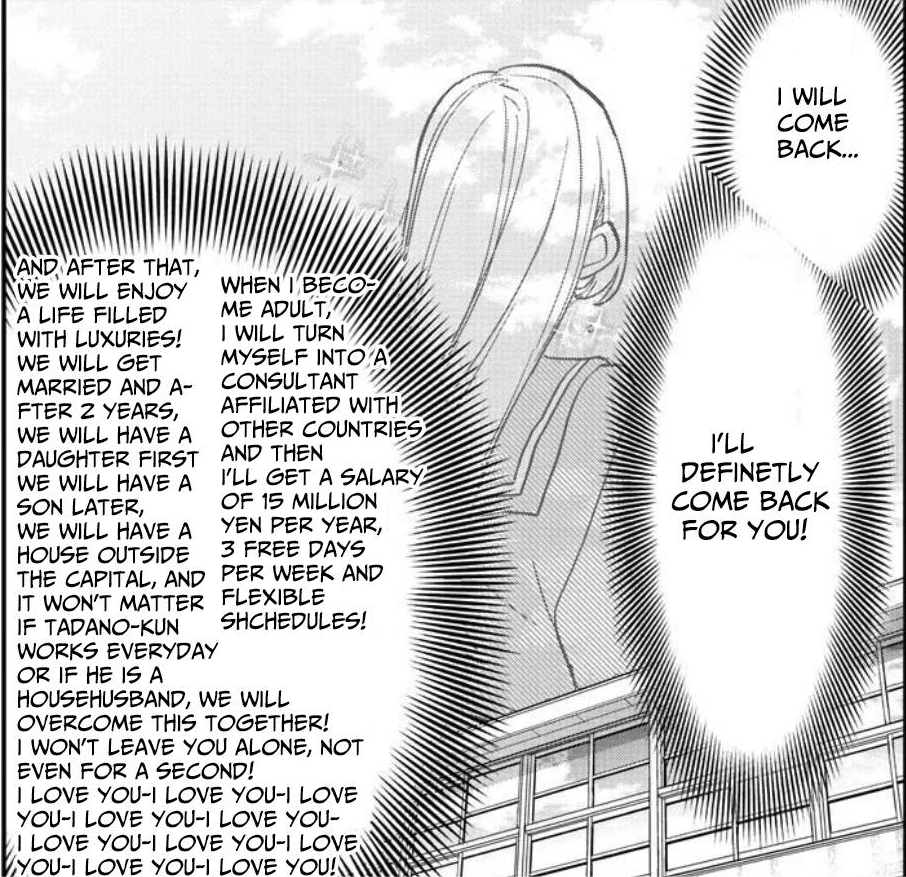 I WILL
COME
BACK...
I'LL
DEFINETLY
COME BACK
FOR YOU!
WHEN I BECO-
ME ADULT,
I WILL TURN
MYSELF INTO A
CONSULTANT
AFFILIATED WITH
OTHER COUNTRIES
AND THEN
I'LL GET A SALARY
OF 15 MILLION
YEN PER YEAR,
3 FREE DAYS
PER WEEK AND
FLEXIBLE
SHCHEDULES!
AND AFTER THAT,
WE WILL ENJOY
A LIFE FILLED
WITH LUXURIES!
WE WILL GET
MARRIED AND A-
FTER 2 YEARS,
WE WILL HAVE A
DAUGHTER FIRST
WE WILL HAVE A
SON LATER,
WE WILL HAVE A
HOUSE OUTSIDE
THE CAPITAL, AND
IT WON'T MATTER
IF TADANO-KUN
WORKS EVERYDAY
OR IF HE IS A
HOUSEHUSBAND, WE WILL
OVERCOME THIS TOGETHER!
I WON'T LEAVE YOU ALONE, NOT
EVEN FOR A SECOND!
I LOVE YOU-I LOVE YOU-I LOVE
YOU-I LOVE YOU-I LOVE YOU-
I LOVE YOU-I LOVE YOU-I LOVE
YOU-I LOVE YOU-I LOVE YOU!